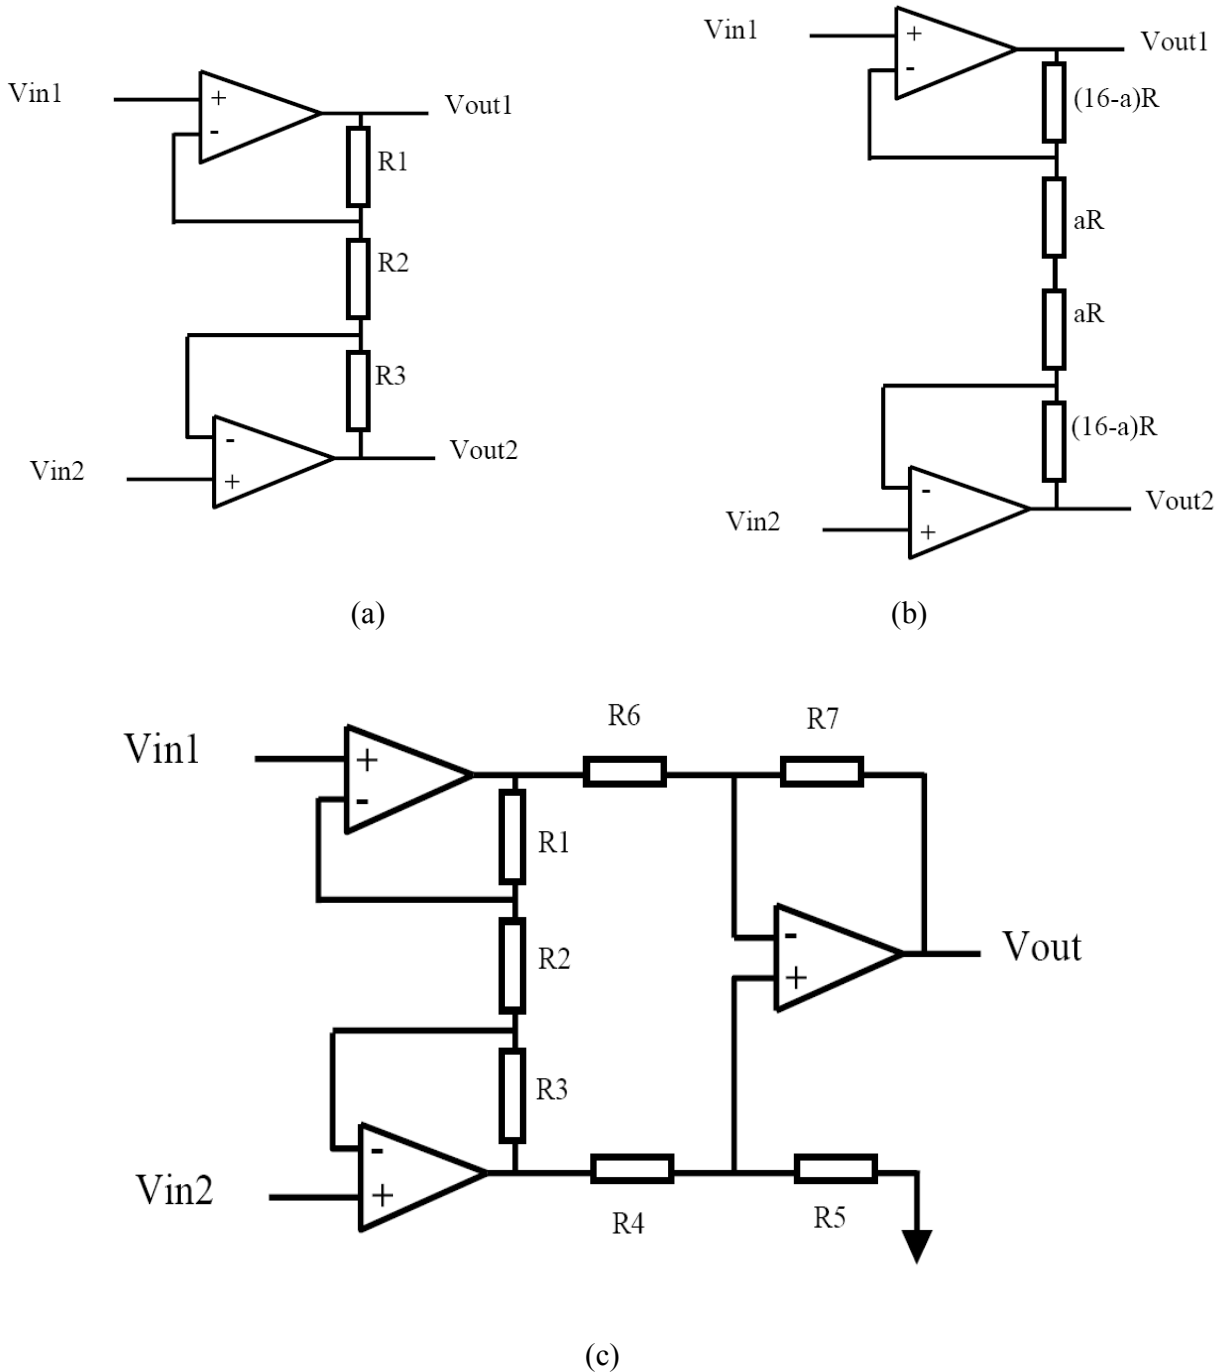 Vin1
+
-
Vout1
R1
R2
R3
Vin2
-
+
Vout2
(a)
Vin1
+
-
Vout1
(16-a)R
aR
aR
(16-a)R
Vin2
-
+
Vout2
(b)
Vin1
+
-
R6
R7
R1
R2
R3
-
+
Vout
Vin2
-
+
R4
R5
(c)